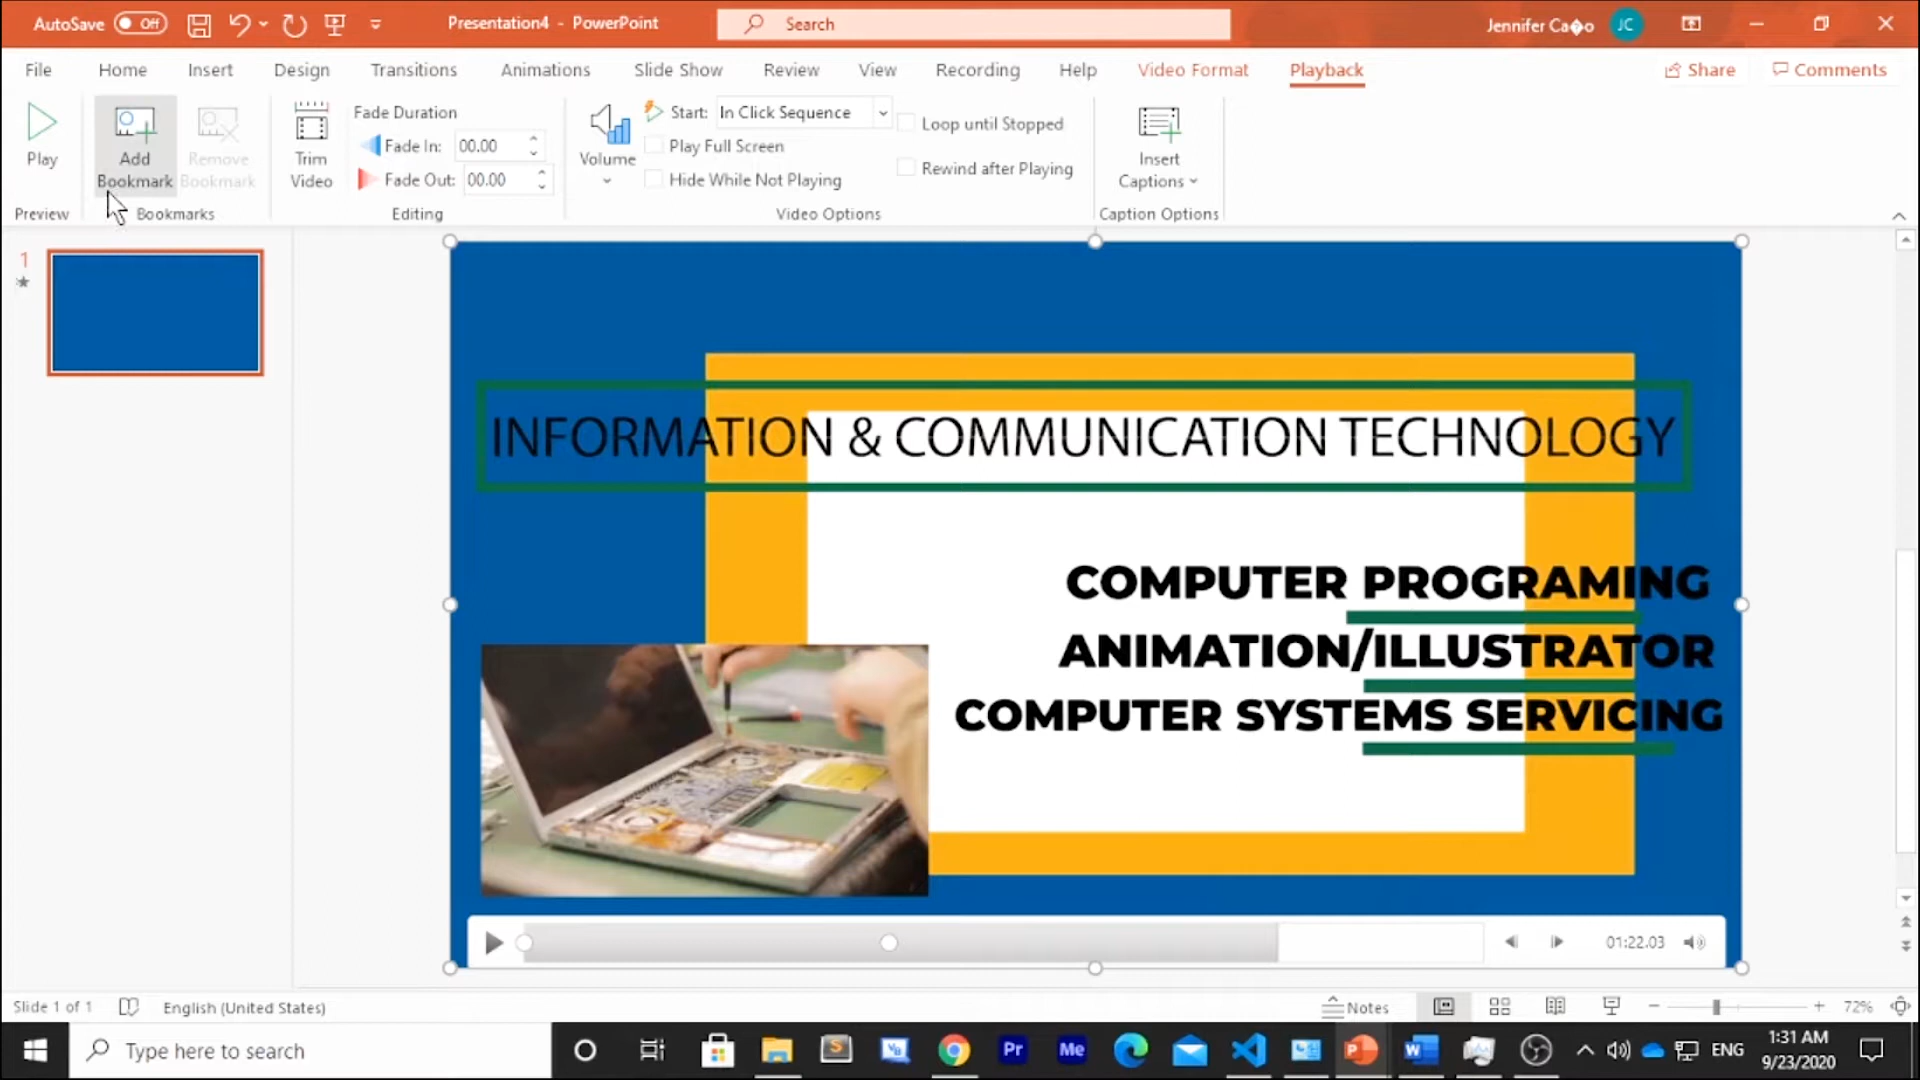 AutoSave Off Presentation4 - PowerPoint Search Jennifer Ca�o JC
File Home Insert Design Transitions Animations Slide Show Review View Recording Help Video Format Playback Share Comments
Play
Add Bookmark
Remove Bookmark
Trim Video
Fade Duration
Fade In: 00.00
Fade Out: 00.00
Volume
Start: In Click Sequence
Play Full Screen
Hide While Not Playing
Loop until Stopped
Rewind after Playing
Insert Captions
Preview Bookmarks Editing Video Options Caption Options
1
INFORMATION & COMMUNICATION TECHNOLOGY
COMPUTER PROGRAMING
ANIMATION/ILLUSTRATOR
COMPUTER SYSTEMS SERVICING
01:22.03
Slide 1 of 1 English (United States) Notes 72%
Type here to search Pr Me ENG 1:31 AM
9/23/2020